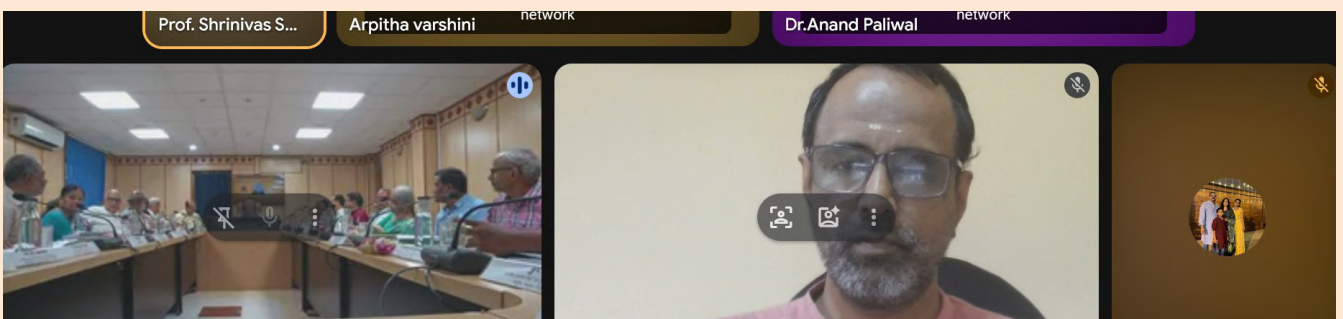 Prof. Shrinivas S...
Arpitha varshini
network
Dr.Anand Paliwal
network